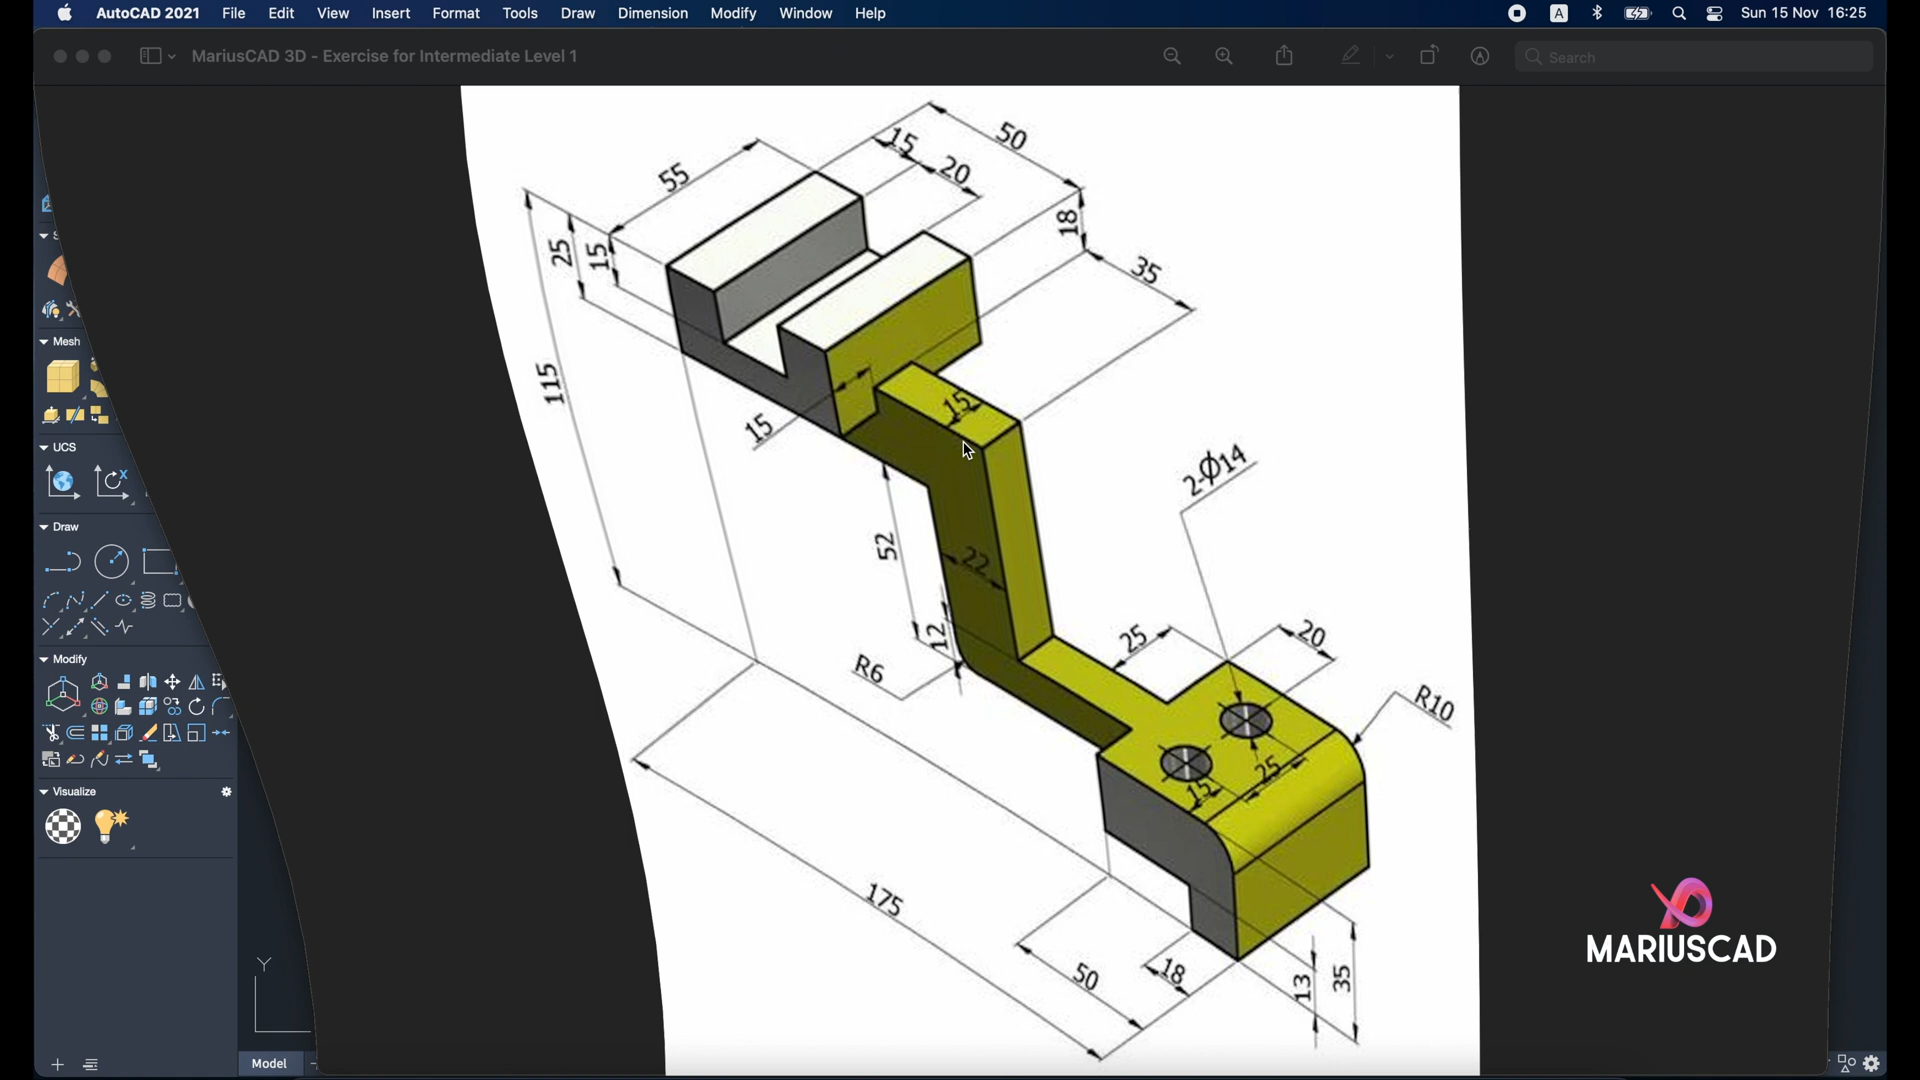 AutoCAD 2021 File Edit View Insert Format Tools Draw Dimension Modify Window Help
A
Sun 15 Nov 16:25
MariusCAD 3D - Exercise for Intermediate Level 1
Search
Mesh
UCS
X
Draw
Modify
Visualize
Y
Model
50
15
20
55
18
25
15
35
115
15
15
2-Ø14
52
22
12
R6
25
20
R10
25
15
175
50
18
13
35
MARIUSCAD